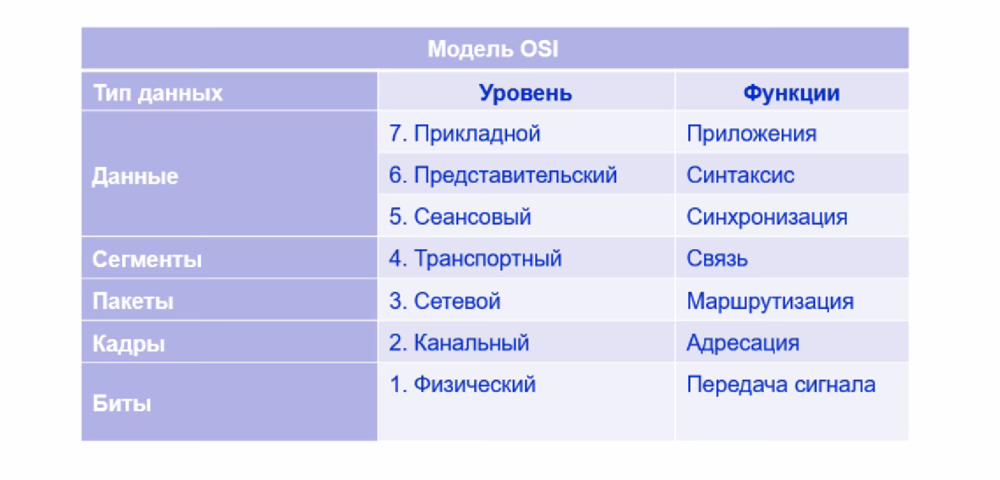 Модель OSI
Тип данных Уровень Функции
Данные 7. Прикладной Приложения
6. Представительский Синтаксис
5. Сеансовый Синхронизация
Сегменты 4. Транспортный Связь
Пакеты 3. Сетевой Маршрутизация
Кадры 2. Канальный Адресация
Биты 1. Физический Передача сигнала